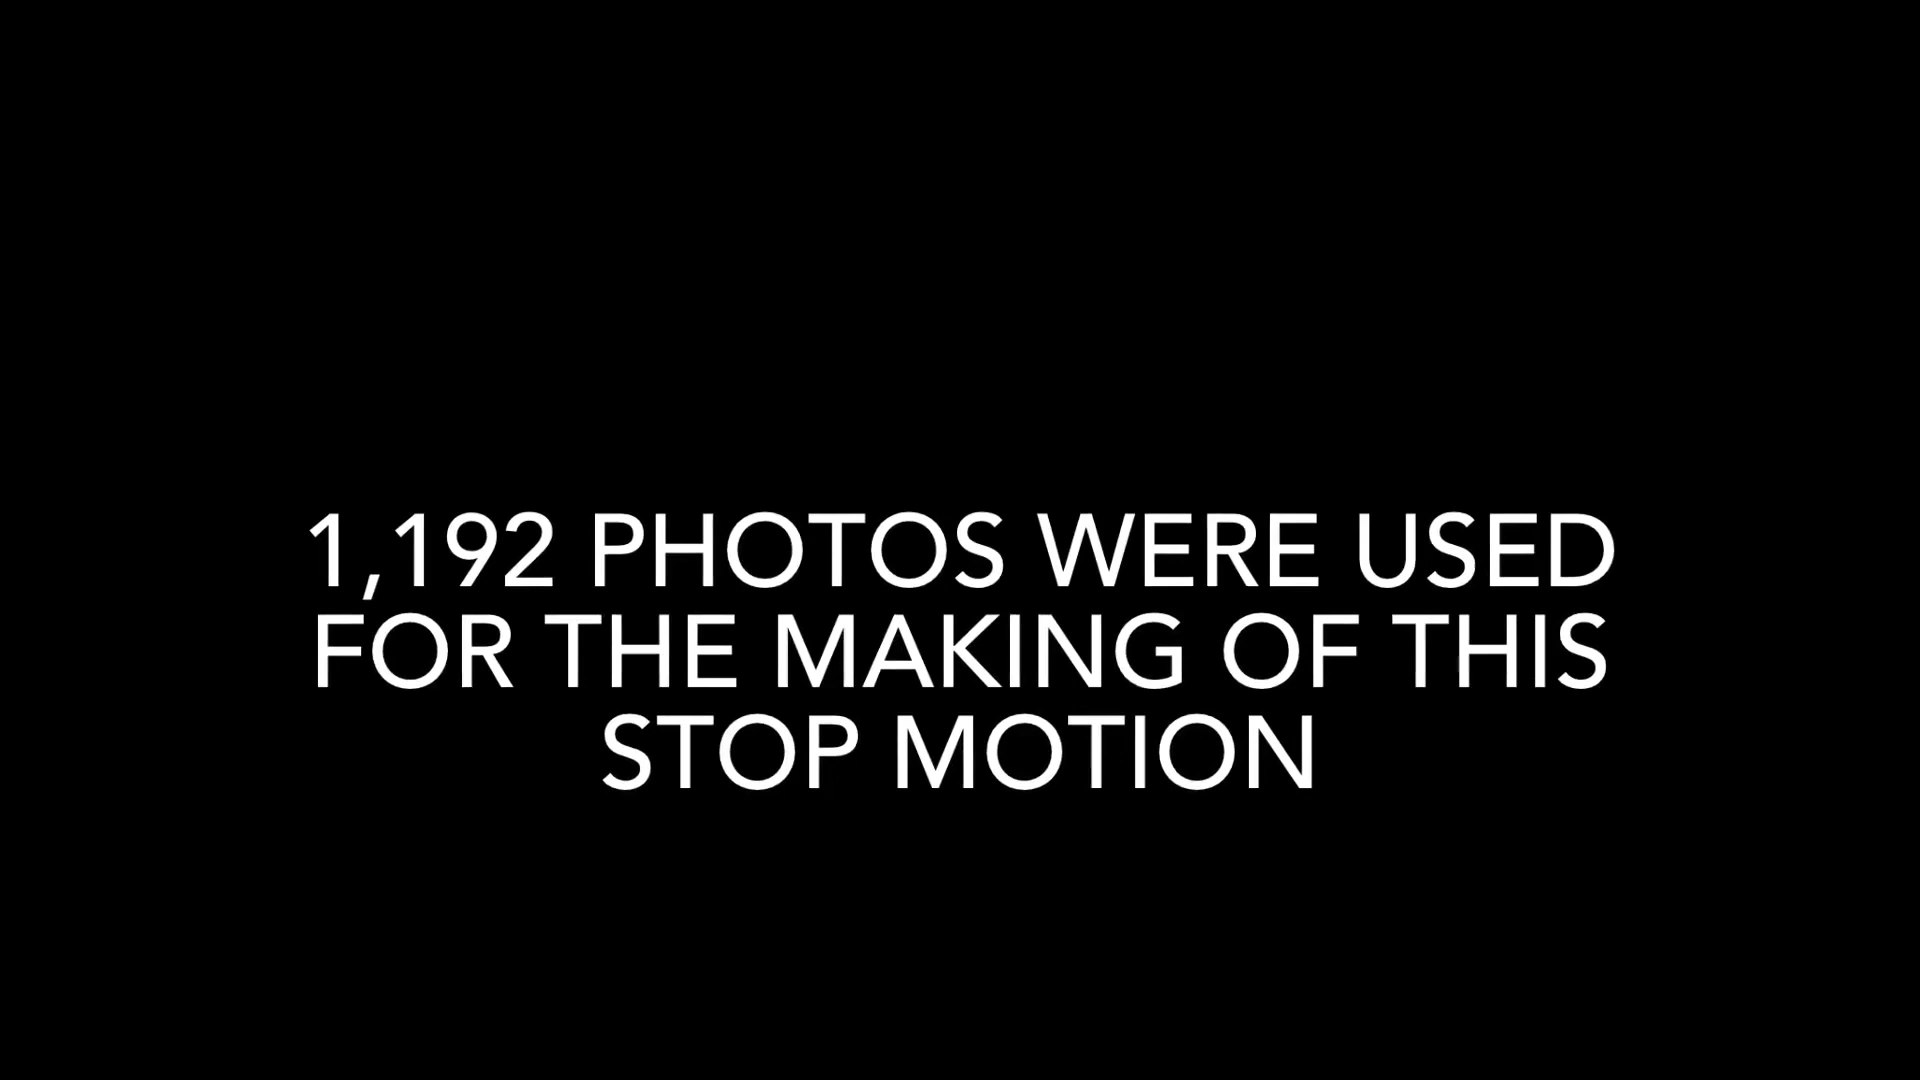 1,192 PHOTOS WERE USED
FOR THE MAKING OF THIS
STOP MOTION